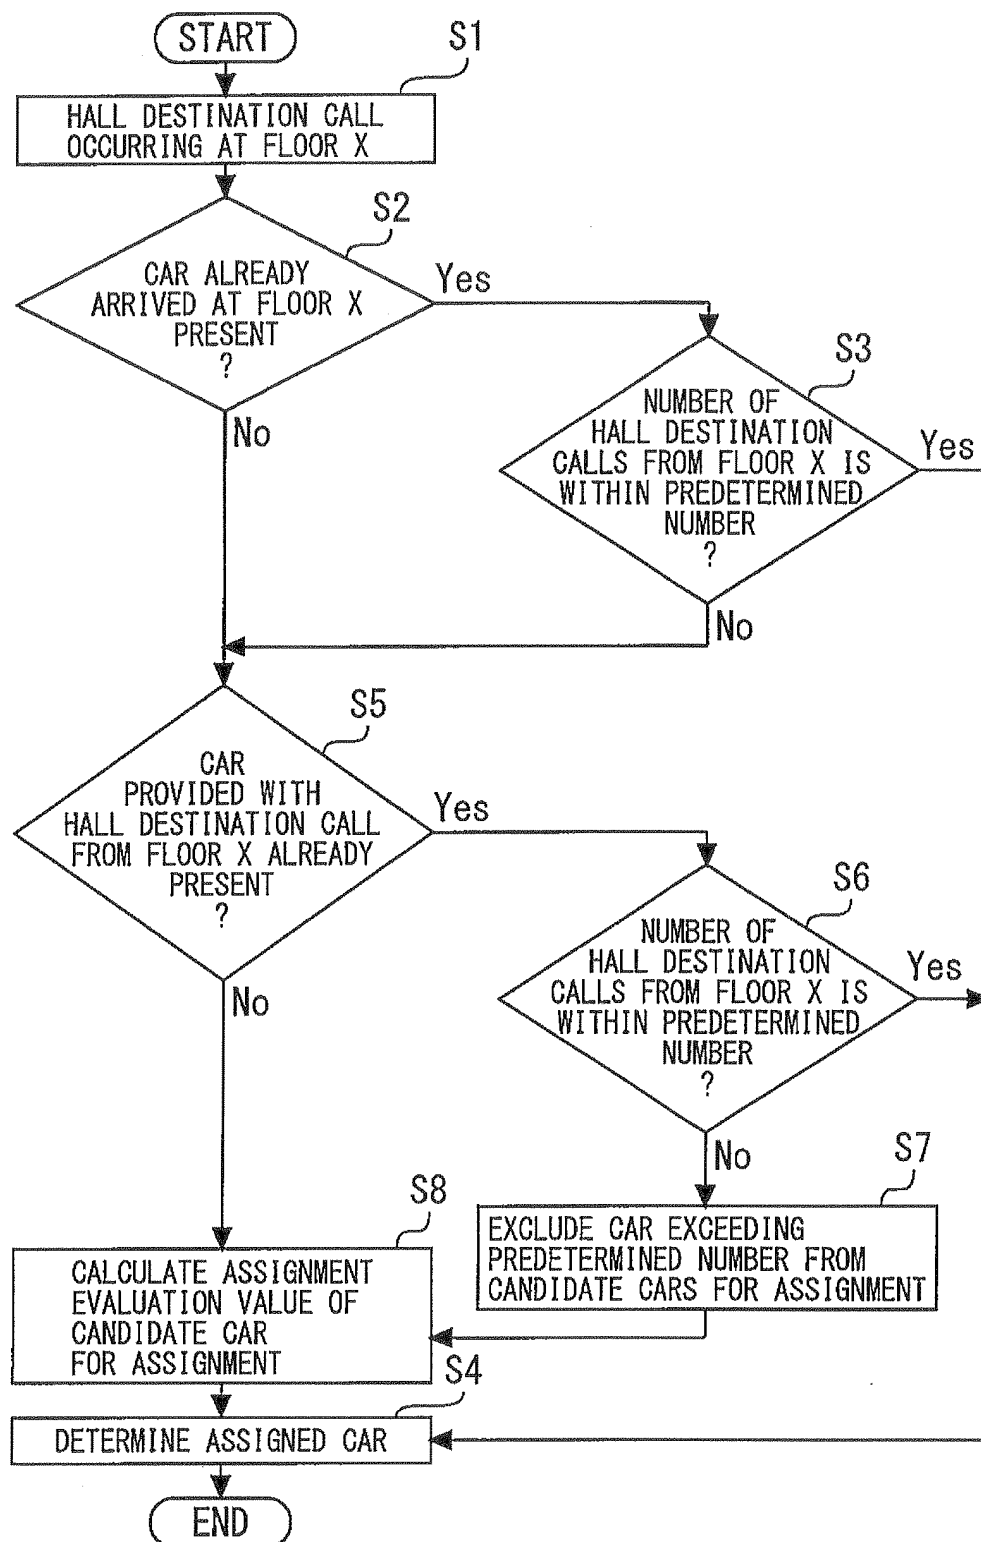 START
S1
HALL DESTINATION CALL
OCCURRING AT FLOOR X
S2
CAR ALREADY
ARRIVED AT FLOOR X
PRESENT
?
Yes
No
S3
NUMBER OF
HALL DESTINATION
CALLS FROM FLOOR X IS
WITHIN PREDETERMINED
NUMBER
?
Yes
No
S5
CAR
PROVIDED WITH
HALL DESTINATION CALL
FROM FLOOR X ALREADY
PRESENT
?
Yes
No
S6
NUMBER OF
HALL DESTINATION
CALLS FROM FLOOR X IS
WITHIN PREDETERMINED
NUMBER
?
Yes
No
S7
EXCLUDE CAR EXCEEDING
PREDETERMINED NUMBER FROM
CANDIDATE CARS FOR ASSIGNMENT
S8
CALCULATE ASSIGNMENT
EVALUATION VALUE OF
CANDIDATE CAR
FOR ASSIGNMENT
S4
DETERMINE ASSIGNED CAR
END